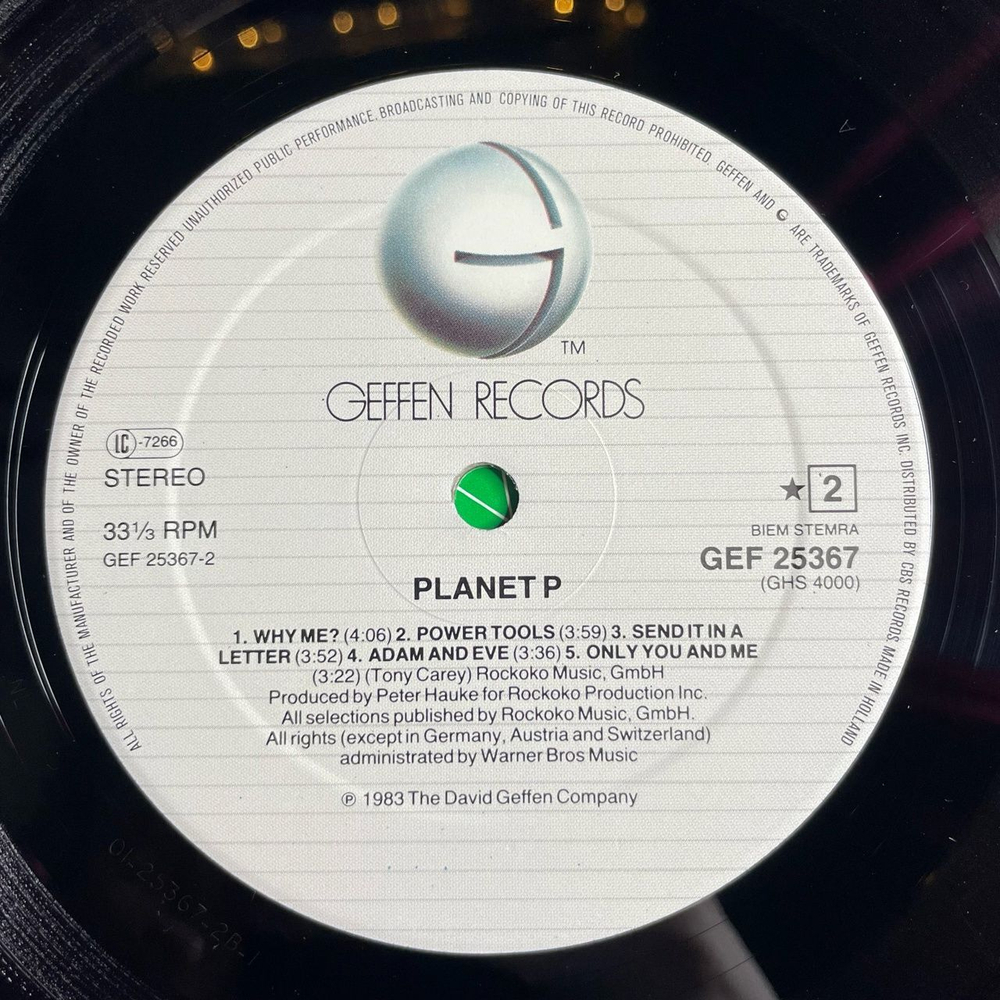 ALL RIGHTS OF THE MANUFACTURER AND OF THE OWNER OF THE RECORDED WORK RESERVED UNAUTHORIZED PUBLIC PERFORMANCE. BROADCASTING AND COPYING OF THIS RECORD PROHIBITED. GEFFEN AND G ARE TRADEMARKS OF GEFFEN RECORDS INC. DISTRIBUTED BY CBS RECORDS. MADE IN HOLLAND
TM
GEFFEN RECORDS
LC-7266
STEREO
33⅓ RPM
GEF 25367-2
★ 2
BIEM STEMRA
GEF 25367
(GHS 4000)
PLANET P
1. WHY ME? (4:06) 2. POWER TOOLS (3:59) 3. SEND IT IN A
LETTER (3:52) 4. ADAM AND EVE (3:36) 5. ONLY YOU AND ME
(3:22) (Tony Carey) Rockoko Music, GmbH
Produced by Peter Hauke for Rockoko Production Inc.
All selections published by Rockoko Music, GmbH.
All rights (except in Germany, Austria and Switzerland)
administrated by Warner Bros Music
℗ 1983 The David Geffen Company
01-25367-2B-1